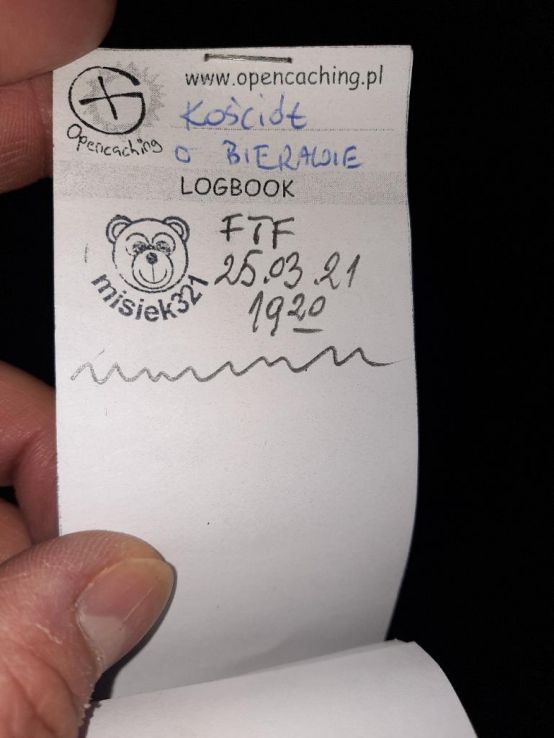 www.opencaching.pl
Kościół
Opencaching
O BIERAWIE
LOGBOOK
FTF
25.03.21
misiek321
19 20